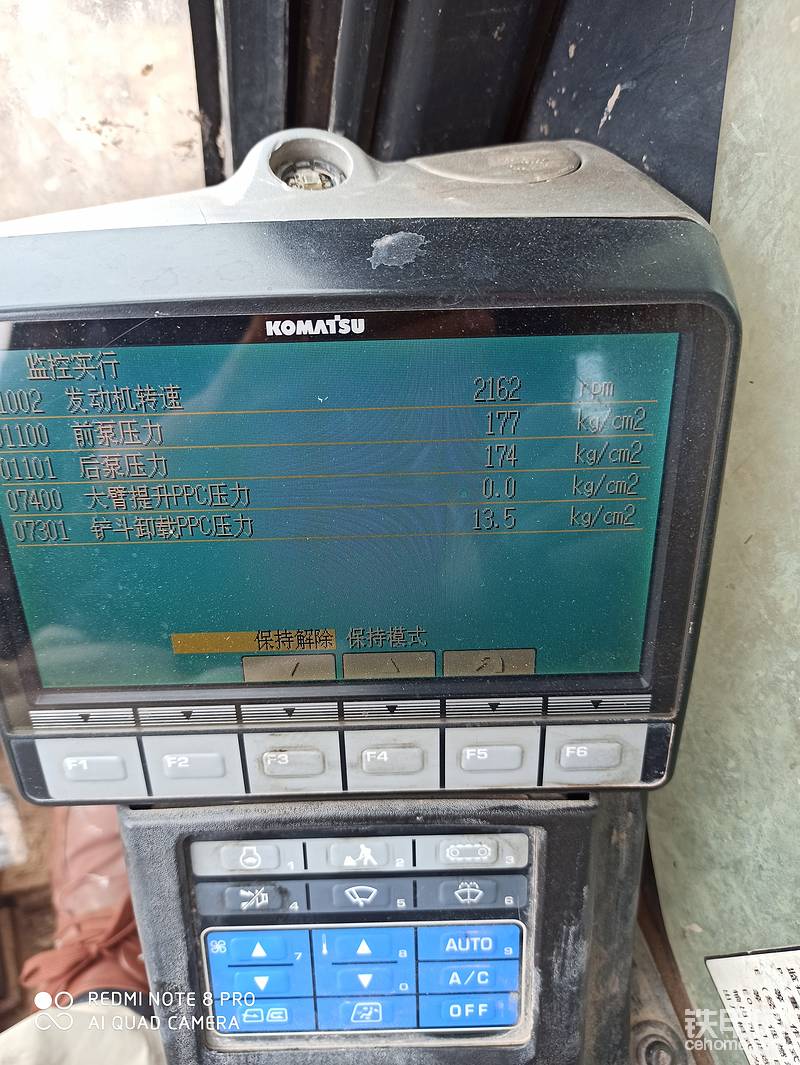 KOMATSU
监控实行
1002 发动机转速 2162 rpm
01100 前泵压力 177 kg/cm2
01101 后泵压力 174 kg/cm2
07400 大臂提升PPC压力 0.0 kg/cm2
07301 铲斗卸载PPC压力 13.5 kg/cm2
保持解除 保持模式
F1 F2 F3 F4 F5 F6
1 2 3
4 5 6
7 8 AUTO 9
0 A/C
OFF
REDMI NOTE 8 PRO
AI QUAD CAMERA
cehome